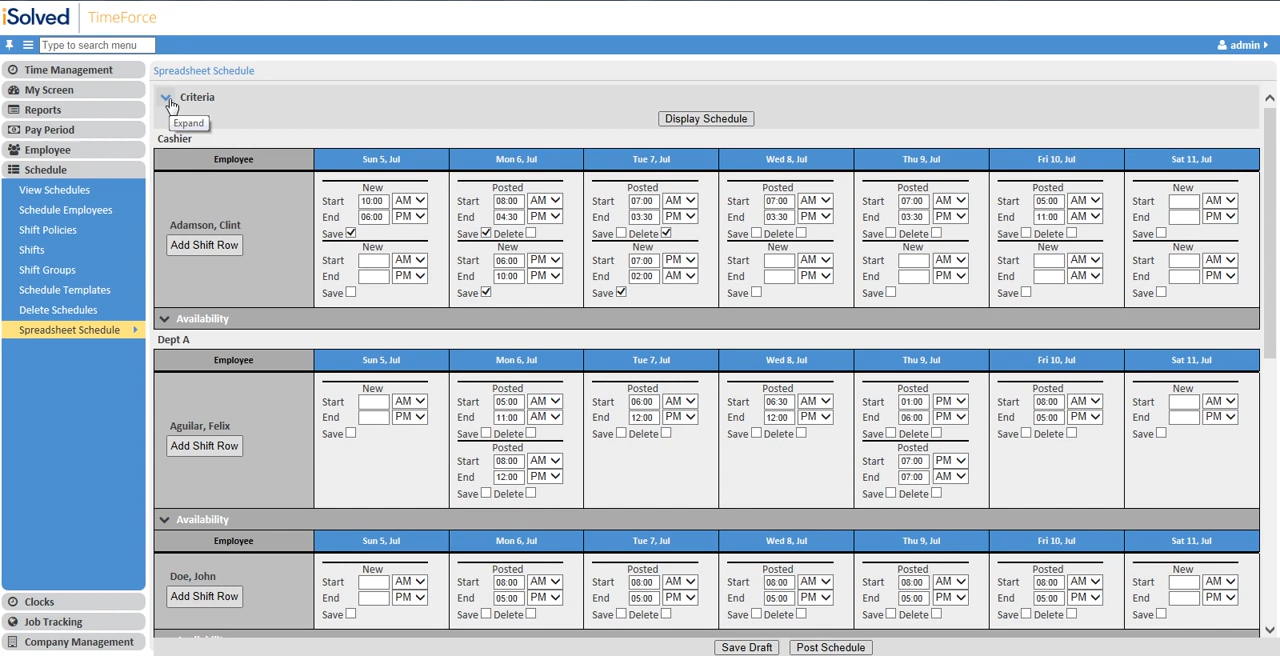 iSolved TimeForce
Type to search menu admin
Time Management
My Screen
Reports
Pay Period
Employee
Schedule
View Schedules
Schedule Employees
Shift Policies
Shifts
Shift Groups
Schedule Templates
Delete Schedules
Spreadsheet Schedule
Clocks
Job Tracking
Company Management
Spreadsheet Schedule
Criteria
Expand
Display Schedule
Cashier
Employee Sun 5, Jul Mon 6, Jul Tue 7, Jul Wed 8, Jul Thu 9, Jul Fri 10, Jul Sat 11, Jul
New Posted Posted Posted Posted Posted New
Start 10:00 AM Start 08:00 AM Start 07:00 AM Start 07:00 AM Start 07:00 AM Start 05:00 AM Start AM
End 06:00 PM End 04:30 PM End 03:30 PM End 03:30 PM End 03:30 PM End 11:00 AM End PM
Adamson, Clint
Save Save Delete Save Delete Save Delete Save Delete Save Delete Save
Add Shift Row
New New New New New New New
Start AM Start 06:00 PM Start 07:00 PM Start AM Start AM Start AM Start AM
End PM End 10:00 PM End 02:00 AM End PM End PM End AM End PM
Save Save Save Save Save Save Save
Availability
Dept A
Employee Sun 5, Jul Mon 6, Jul Tue 7, Jul Wed 8, Jul Thu 9, Jul Fri 10, Jul Sat 11, Jul
New Posted Posted Posted Posted Posted New
Start AM Start 05:00 AM Start 06:00 AM Start 06:30 AM Start 01:00 PM Start 08:00 AM Start AM
End PM End 11:00 AM End 12:00 PM End 12:00 PM End 06:00 PM End 05:00 PM End PM
Aguilar, Felix
Save Save Delete Save Delete Save Delete Save Delete Save Delete Save
Add Shift Row
Posted Posted
Start 08:00 AM Start 07:00 PM
End 12:00 PM End 07:00 AM
Save Delete Save Delete
Availability
Employee Sun 5, Jul Mon 6, Jul Tue 7, Jul Wed 8, Jul Thu 9, Jul Fri 10, Jul Sat 11, Jul
New Posted Posted Posted Posted Posted New
Doe, John
Start AM Start 08:00 AM Start 08:00 AM Start 08:00 AM Start 08:00 AM Start 08:00 AM Start AM
Add Shift Row
End PM End 05:00 PM End 05:00 PM End 05:00 PM End 05:00 PM End 05:00 PM End PM
Save Save Delete Save Delete Save Delete Save Delete Save Delete Save
Save Draft Post Schedule